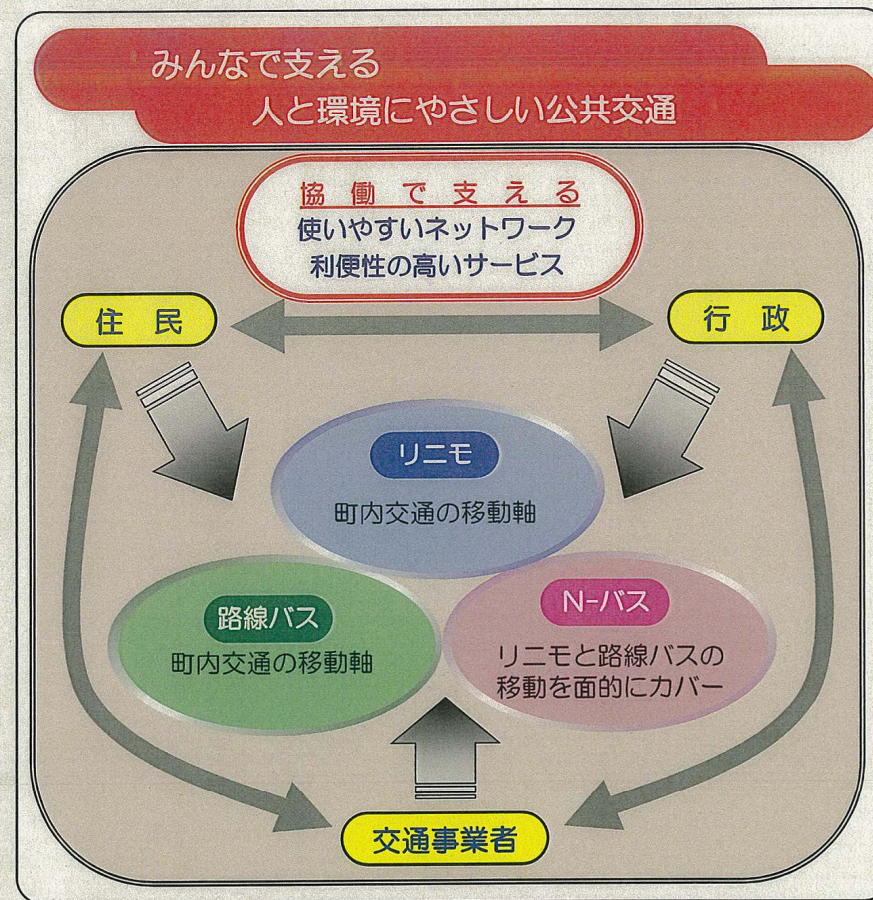 みんなで支える
人と環境にやさしい公共交通
協働で支える
使いやすいネットワーク
利便性の高いサービス
住民
行政
リニモ
町内交通の移動軸
路線バス
町内交通の移動軸
N-バス
リニモと路線バスの
移動を面的にカバー
交通事業者